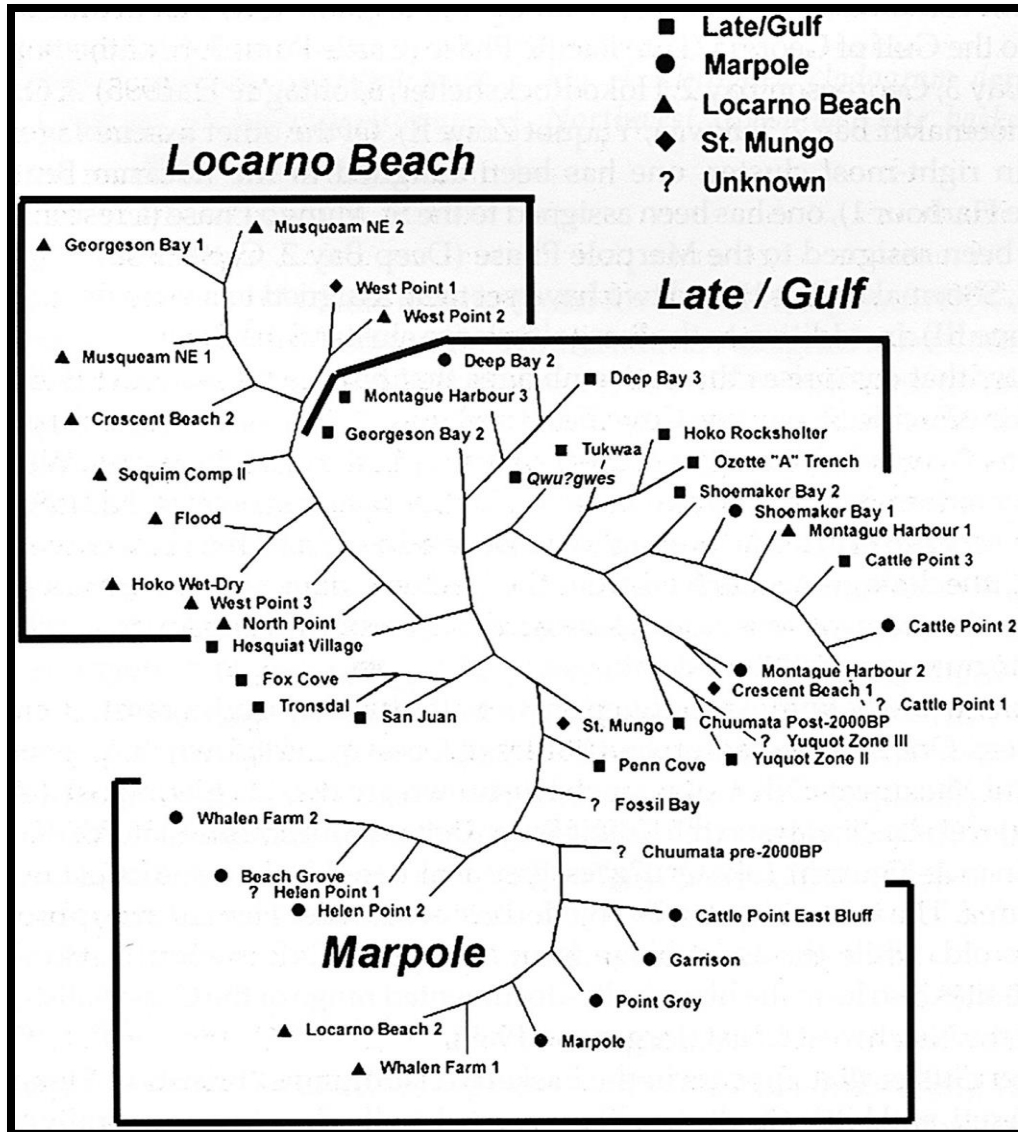 ■ Late/Gulf
● Marpole
▲ Locarno Beach
◆ St. Mungo
? Unknown
Locarno Beach
Georgeson Bay 1
Musqueam NE 2
West Point 1
West Point 2
Musqueam NE 1
Crescent Beach 2
Sequim Comp II
Flood
Hoko Wet-Dry
West Point 3
North Point
Late / Gulf
Deep Bay 2
Deep Bay 3
Montague Harbour 3
Georgeson Bay 2
Tukwaa
Qwu?gwes
Hoko Rockshelter
Ozette "A" Trench
Shoemaker Bay 2
Shoemaker Bay 1
Montague Harbour 1
Cattle Point 3
Cattle Point 2
Montague Harbour 2
Crescent Beach 1
? Cattle Point 1
Chuumata Post-2000BP
? Yuquot Zone III
Yuquot Zone II
Hesquiat Village
Fox Cove
Tronsdal
San Juan
St. Mungo
Penn Cove
? Fossil Bay
? Chuumata pre-2000BP
Whalen Farm 2
Beach Grove
? Helen Point 1
Helen Point 2
Marpole
Cattle Point East Bluff
Garrison
Point Grey
Marpole
Locarno Beach 2
Whalen Farm 1